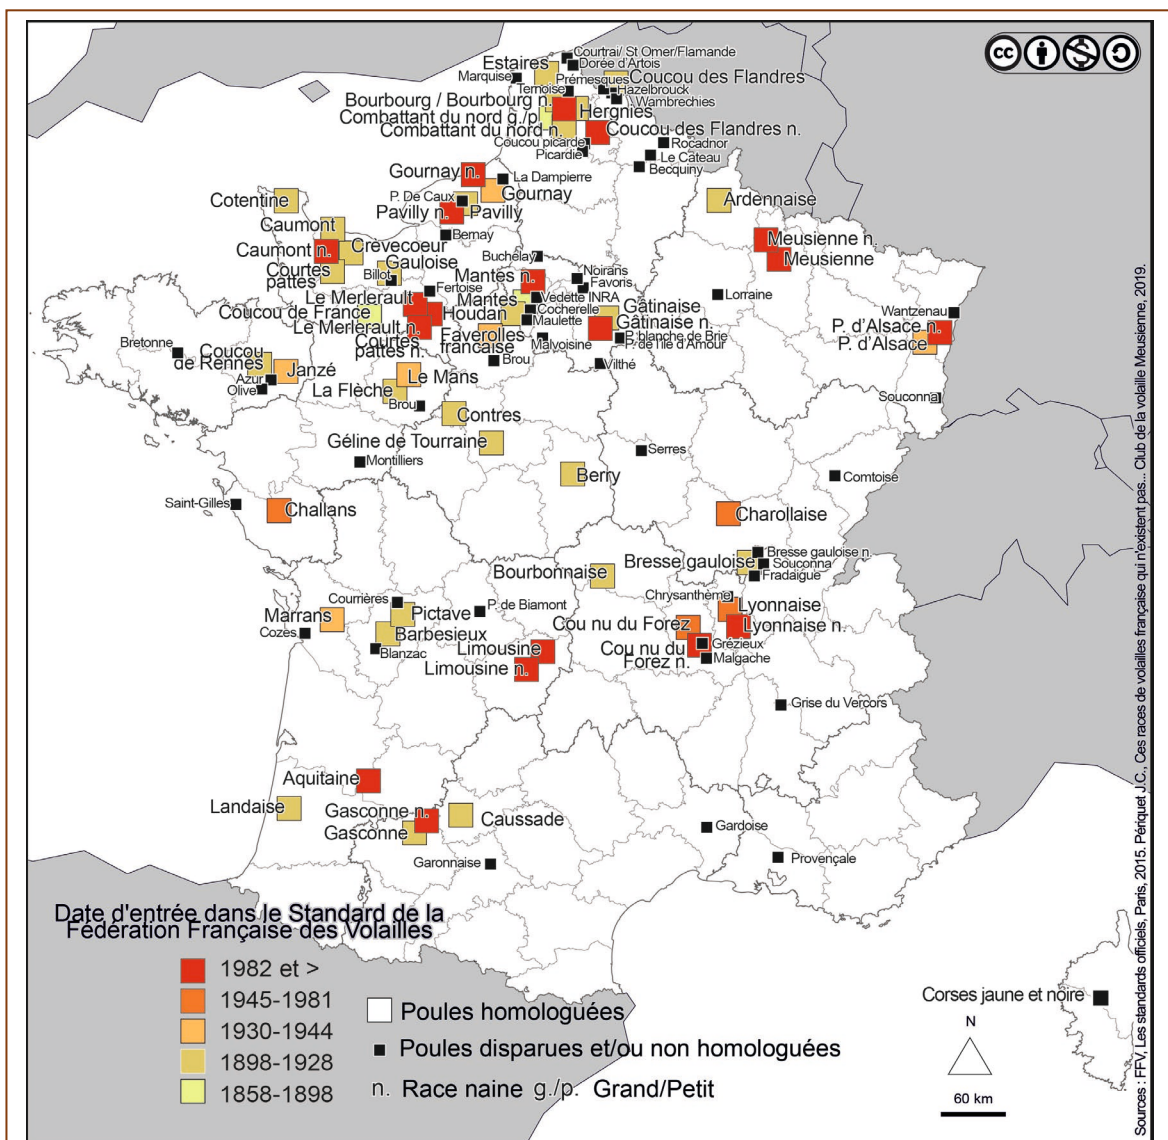 Courtrai/ St Omer/Flamande
Dorée d'Artois
Estaires
Marquise
Prémesques
Coucou des Flandres
Ternoise
Hazelbrouck
Wambrechies
Bourbourg / Bourbourg n.
Hergnies
Combattant du nord g./p
Combattant du nord n.
Coucou des Flandres n.
Coucou picarde
Picardie
Rocadnor
Le Câteau
Becquiny
Gournay n.
La Dampierre
Gournay
P. De Caux
Pavilly n.
Pavilly
Bernay
Cotentine
Caumont
Caumont n.
Crèvecoeur
Courtes
pattes
Gauloise
Billot
Ardennaise
Meusienne n.
Meusienne
Buchelay
Fertoise
Mantes n.
Noirans
Favoris
Le Merlerault
Mantes
Vedette INRA
Gâtinaise
Lorraine
Coucou de France
Houdan
Cocherelle
Maulette
Gâtinaise n.
Le Merlerault n.
Courtes
pattes n.
Faverolles
française
Malvoisine
P. blanche de Brie
P. de l'île d'Amour
Wantzenau
P. d'Alsace n.
P. d'Alsace
Bretonne
Coucou
de Rennes
Janzé
Azur
Olive
Brou
Vilthé
Le Mans
La Flèche
Brou
Souconna
Contres
Géline de Tourraine
Montilliers
Serres
Berry
Comtoise
Saint-Gilles
Challans
Charollaise
Bourbonnaise
Bresse gauloise
Bresse gauloise n.
Souconna
Fradaigue
Courrières
Pictave
P. de Biamont
Chrysanthème
Lyonnaise
Marrans
Cozes
Barbesieux
Blanzac
Cou nu du Forez
Lyonnaise n.
Limousine
Limousine n.
Cou nu du
Forez n.
Grézieux
Malgache
Grise du Vercors
Aquitaine
Landaise
Gasconne n.
Gasconne
Caussade
Garonnaise
Gardoise
Provençale
Corses jaune et noire
Date d'entrée dans le Standard de la
Fédération Française des Volailles
1982 et >
1945-1981
1930-1944
1898-1928
1858-1898
Poules homologuées
Poules disparues et/ou non homologuées
n. Race naine g./p. Grand/Petit
N
60 km
cc
Sources : FFV, Les standards officiels, Paris, 2015. Périquet J.C., Ces races de volailles française qui n'existent pas... Club de la volaille Meusienne, 2019.